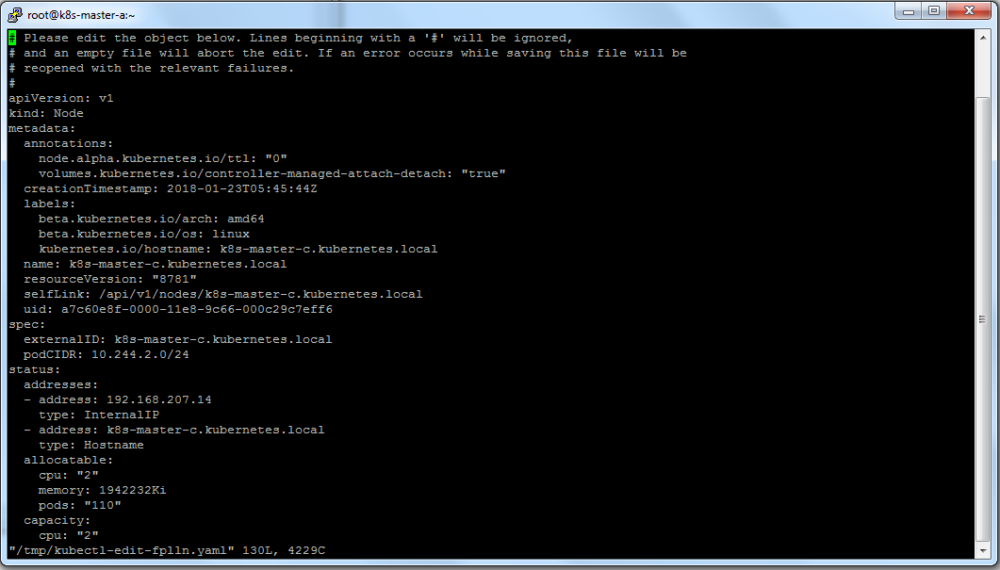 root@k8s-master-a:~
# Please edit the object below. Lines beginning with a '#' will be ignored,
# and an empty file will abort the edit. If an error occurs while saving this file will be
# reopened with the relevant failures.
#
apiVersion: v1
kind: Node
metadata:
  annotations:
    node.alpha.kubernetes.io/ttl: "0"
    volumes.kubernetes.io/controller-managed-attach-detach: "true"
  creationTimestamp: 2018-01-23T05:45:44Z
  labels:
    beta.kubernetes.io/arch: amd64
    beta.kubernetes.io/os: linux
    kubernetes.io/hostname: k8s-master-c.kubernetes.local
  name: k8s-master-c.kubernetes.local
  resourceVersion: "8781"
  selfLink: /api/v1/nodes/k8s-master-c.kubernetes.local
  uid: a7c60e8f-0000-11e8-9c66-000c29c7eff6
spec:
  externalID: k8s-master-c.kubernetes.local
  podCIDR: 10.244.2.0/24
status:
  addresses:
  - address: 192.168.207.14
    type: InternalIP
  - address: k8s-master-c.kubernetes.local
    type: Hostname
  allocatable:
    cpu: "2"
    memory: 1942232Ki
    pods: "110"
  capacity:
    cpu: "2"
"/tmp/kubectl-edit-fplln.yaml" 130L, 4229C